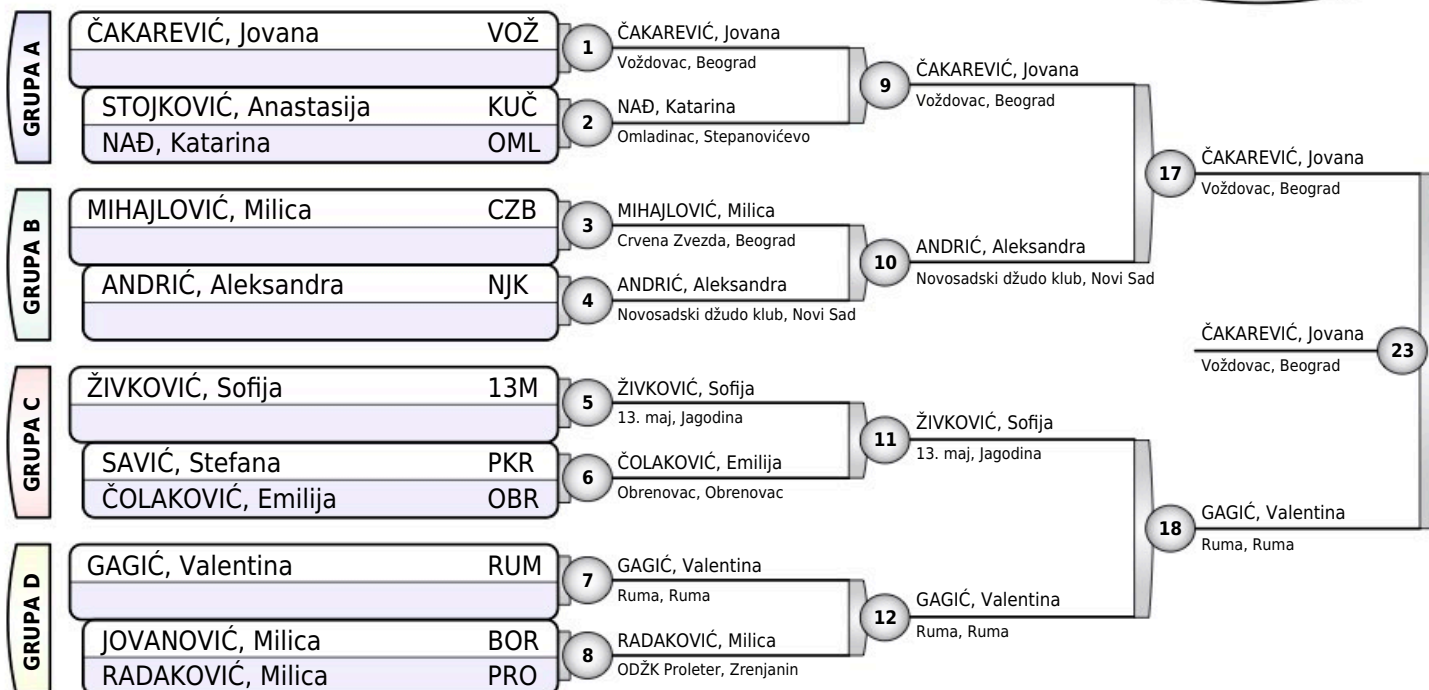 GRUPA A
ČAKAREVIĆ, Jovana VOŽ
STOJKOVIĆ, Anastasija KUČ
NAĐ, Katarina OML
GRUPA B
MIHAJLOVIĆ, Milica CZB
ANDRIĆ, Aleksandra NJK
GRUPA C
ŽIVKOVIĆ, Sofija 13M
SAVIĆ, Stefana PKR
ČOLAKOVIĆ, Emilija OBR
GRUPA D
GAGIĆ, Valentina RUM
JOVANOVIĆ, Milica BOR
RADAKOVIĆ, Milica PRO
1
ČAKAREVIĆ, Jovana
Voždovac, Beograd
2
NAĐ, Katarina
Omladinac, Stepanovićevo
3
MIHAJLOVIĆ, Milica
Crvena Zvezda, Beograd
4
ANDRIĆ, Aleksandra
Novosadski džudo klub, Novi Sad
5
ŽIVKOVIĆ, Sofija
13. maj, Jagodina
6
ČOLAKOVIĆ, Emilija
Obrenovac, Obrenovac
7
GAGIĆ, Valentina
Ruma, Ruma
8
RADAKOVIĆ, Milica
ODŽK Proleter, Zrenjanin
9
ČAKAREVIĆ, Jovana
Voždovac, Beograd
10
ANDRIĆ, Aleksandra
Novosadski džudo klub, Novi Sad
11
ŽIVKOVIĆ, Sofija
13. maj, Jagodina
12
GAGIĆ, Valentina
Ruma, Ruma
17
ČAKAREVIĆ, Jovana
Voždovac, Beograd
18
GAGIĆ, Valentina
Ruma, Ruma
ČAKAREVIĆ, Jovana
Voždovac, Beograd
23